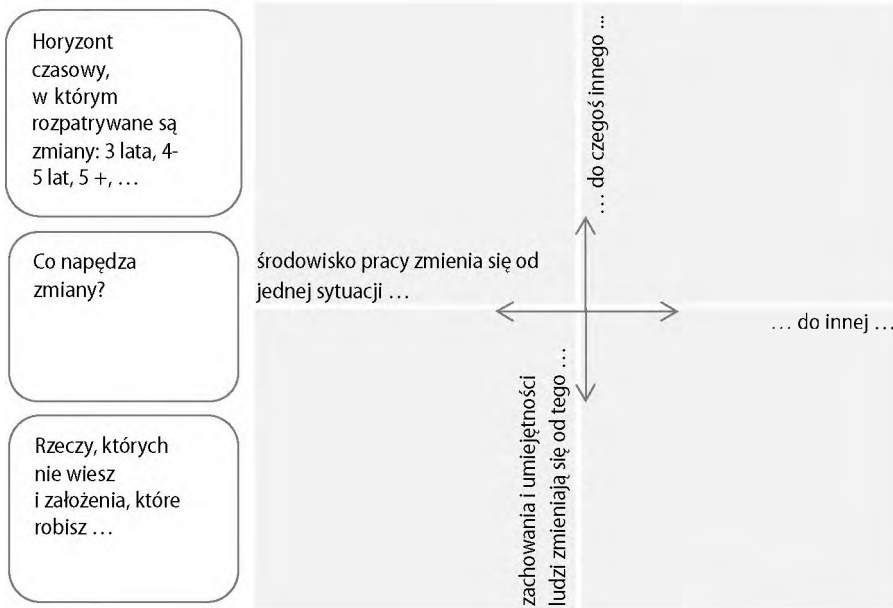 Horyzont
czasowy,
w którym
rozpatrywane są
zmiany: 3 lata, 4-
5 lat, 5 +, …
Co napędza
zmiany?
Rzeczy, których
nie wiesz
i założenia, które
robisz …
… do czegoś innego ...
środowisko pracy zmienia się od
jednej sytuacji …
… do innej …
zachowania i umiejętności
ludzi zmieniają się od tego …